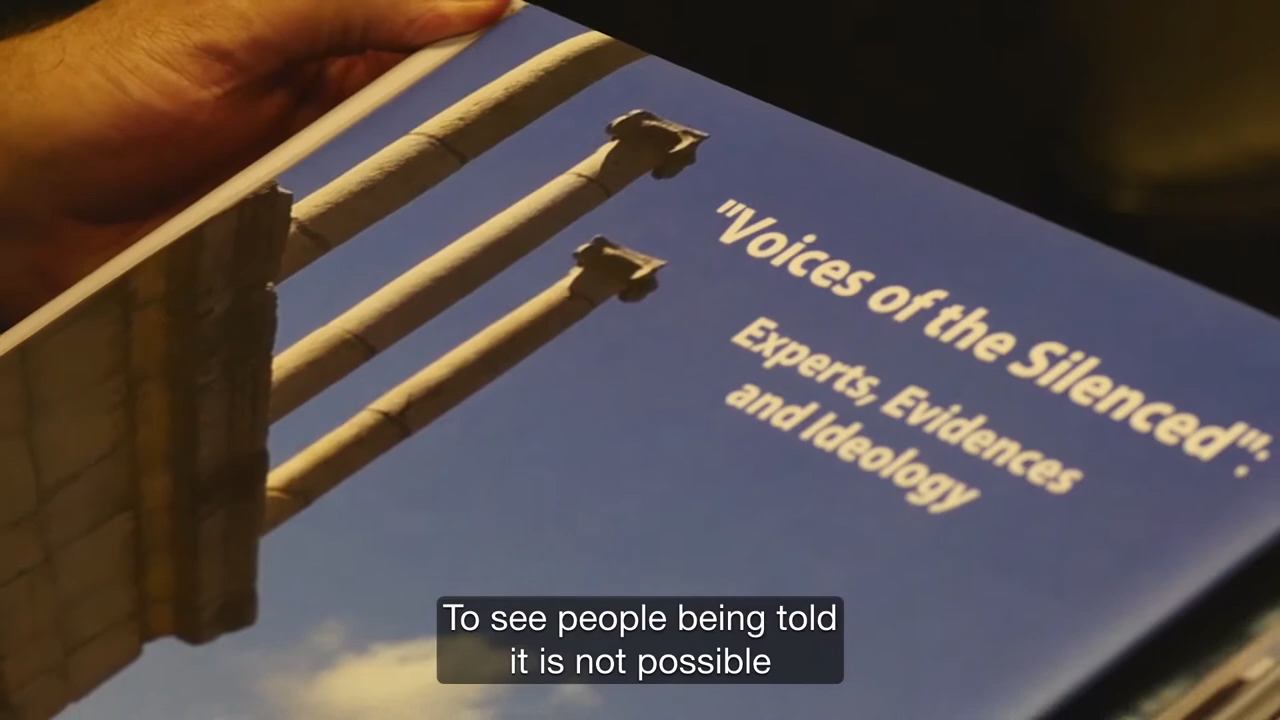 "Voices of the Silenced":
Experts, Evidences
and Ideology
To see people being told
it is not possible